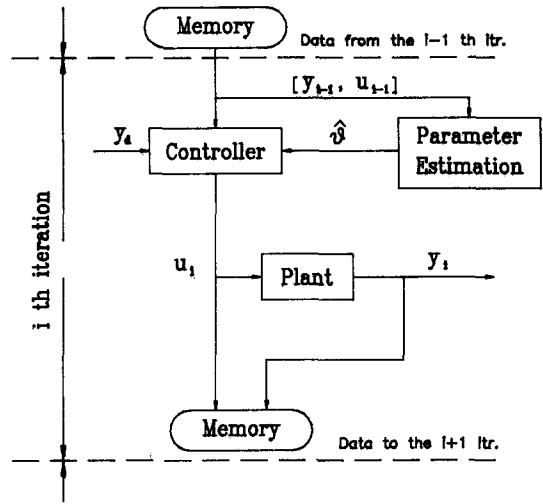 Memory
Data from the i-1 th itr.
[y_{i-1}, u_{i-1}]
y_d
Controller
ϑ̂
Parameter
Estimation
i th iteration
u_i
Plant
y_i
Memory
Data to the i+1 itr.